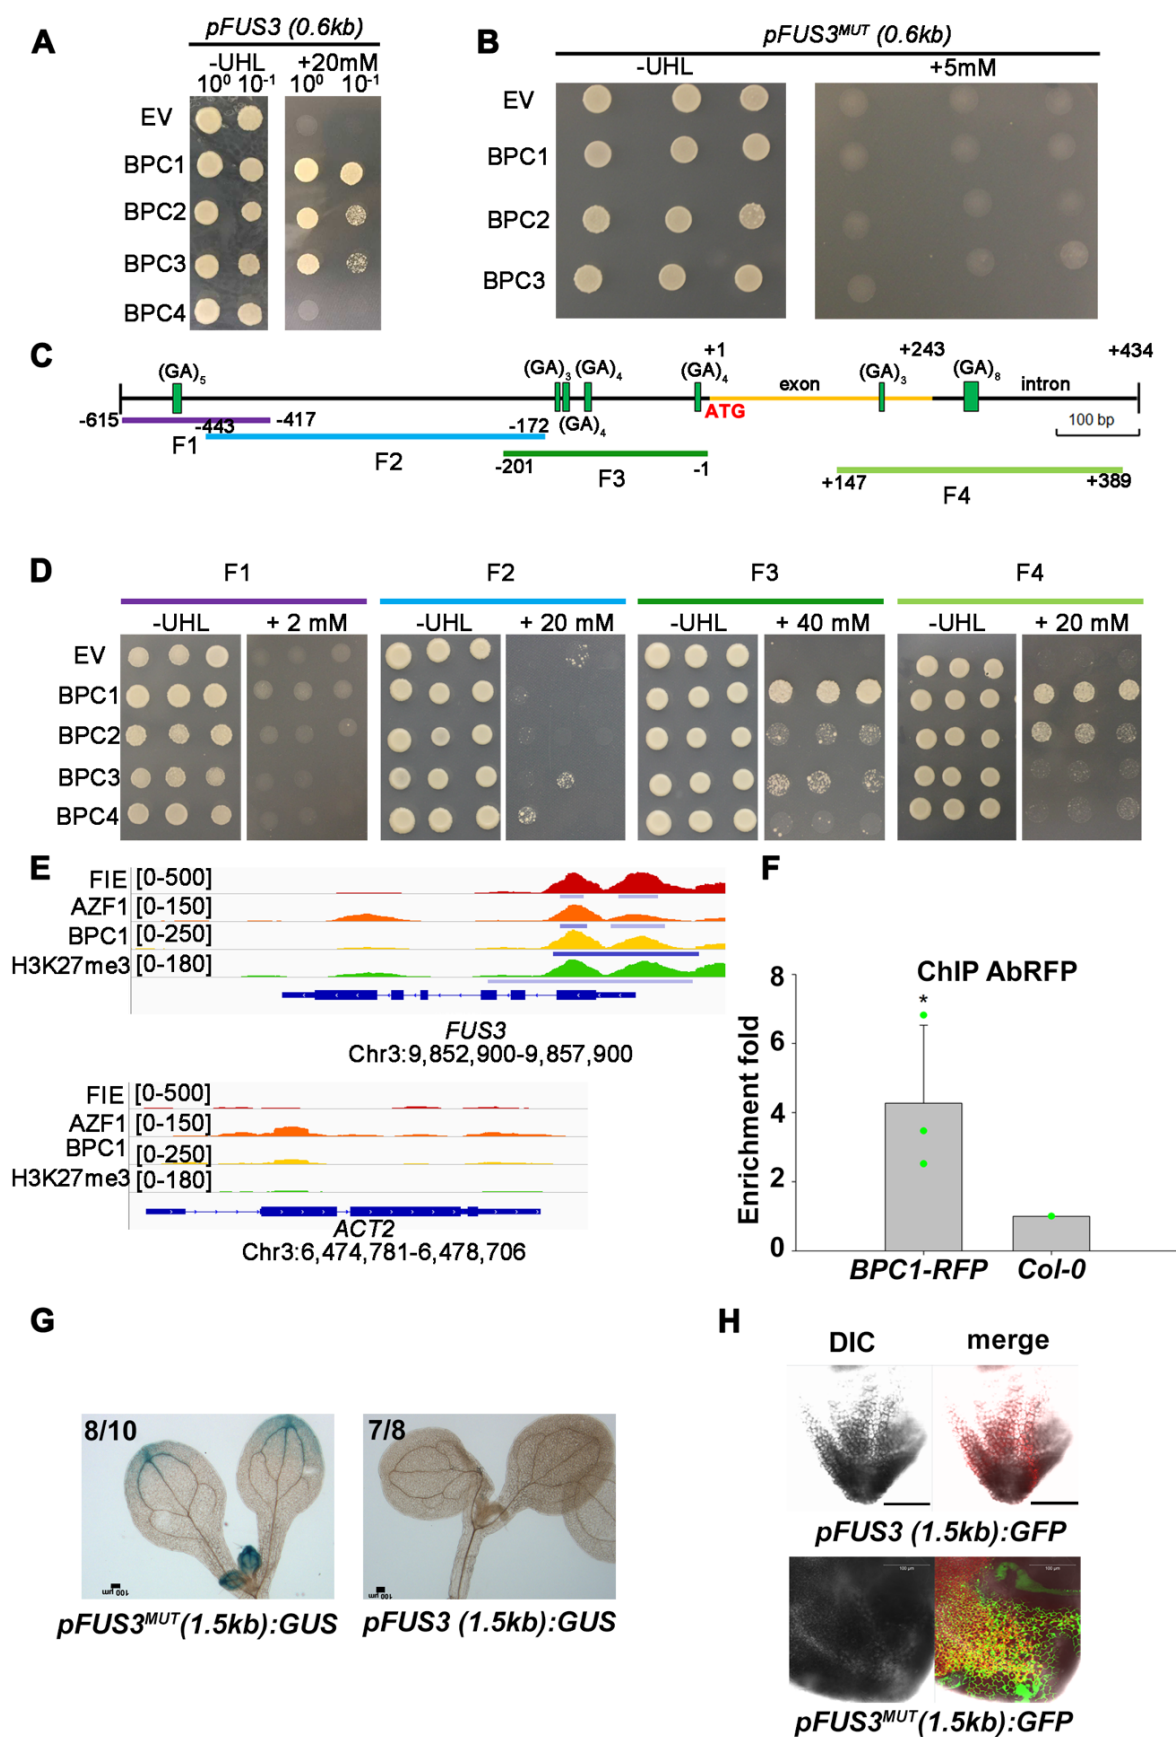 A
pFUS3 (0.6kb)
-UHL +20mM
10⁰ 10⁻¹ 10⁰ 10⁻¹
EV
BPC1
BPC2
BPC3
BPC4
B
pFUS3ᴹᵁᵀ (0.6kb)
-UHL +5mM
EV
BPC1
BPC2
BPC3
C
+1 +243 +434
(GA)₅ (GA)₃ (GA)₄ (GA)₄ (GA)₃ (GA)₈
exon intron
ATG
(GA)₄
100 bp
-615 -443 -417 -172
F1 F2
-201 F3 -1
+147 F4 +389
D
F1 F2 F3 F4
-UHL + 2 mM -UHL + 20 mM -UHL + 40 mM -UHL + 20 mM
EV
BPC1
BPC2
BPC3
BPC4
E
FIE [0-500]
AZF1 [0-150]
BPC1 [0-250]
H3K27me3 [0-180]
FUS3
Chr3:9,852,900-9,857,900
FIE [0-500]
AZF1 [0-150]
BPC1 [0-250]
H3K27me3 [0-180]
ACT2
Chr3:6,474,781-6,478,706
F
ChIP AbRFP
Enrichment fold
8
6
4
2
0
*
BPC1-RFP Col-0
G
8/10
100 µm
pFUS3ᴹᵁᵀ(1.5kb):GUS
7/8
100 µm
pFUS3 (1.5kb):GUS
H
DIC merge
pFUS3 (1.5kb):GFP
100 µm 100 µm
pFUS3ᴹᵁᵀ(1.5kb):GFP